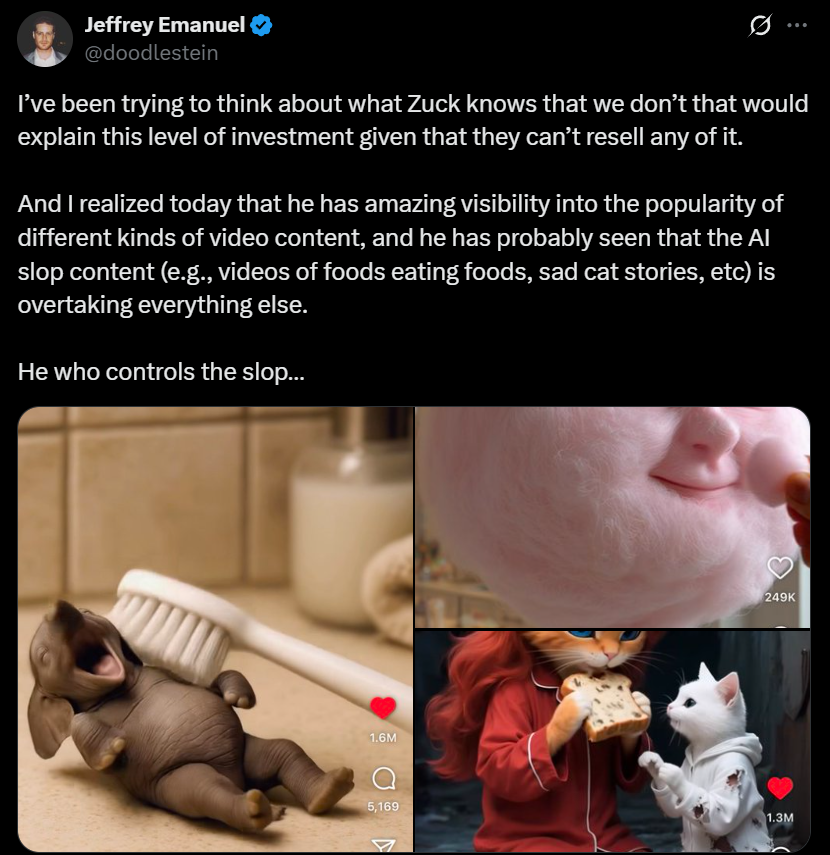 Jeffrey Emanuel
@doodlestein
I’ve been trying to think about what Zuck knows that we don’t that would
explain this level of investment given that they can’t resell any of it.
And I realized today that he has amazing visibility into the popularity of
different kinds of video content, and he has probably seen that the AI
slop content (e.g., videos of foods eating foods, sad cat stories, etc) is
overtaking everything else.
He who controls the slop...
1.6M
5,169
249K
1.3M